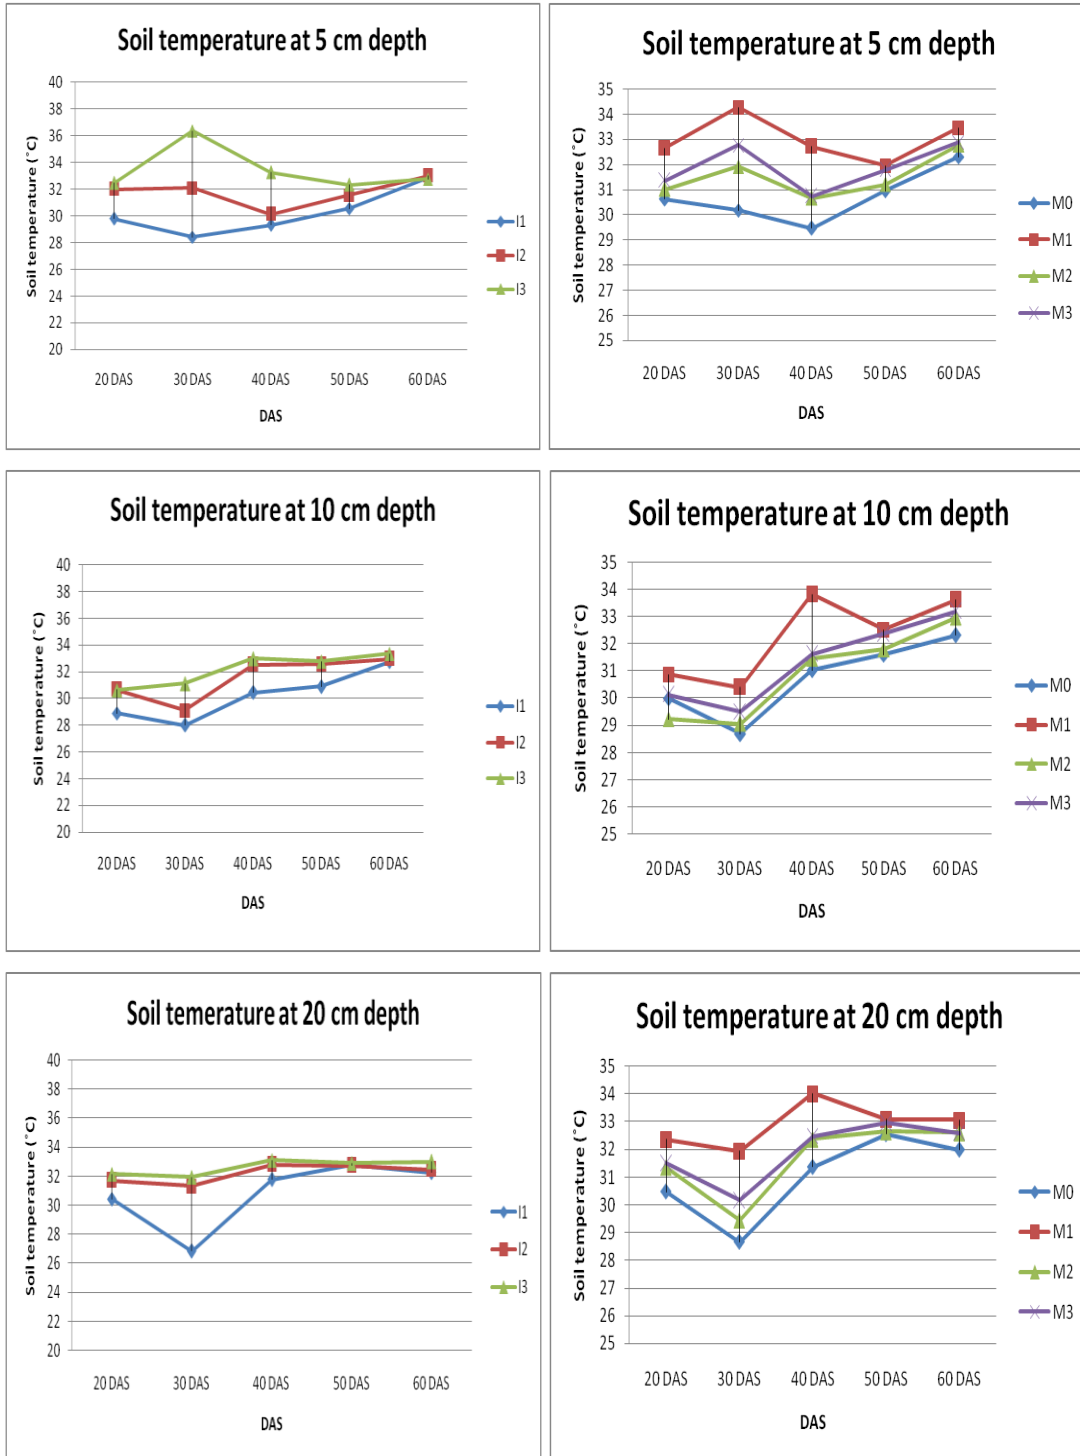 Soil temperature at 5 cm depth
Soil temperature (˚C)
40
38
36
34
32
30
28
26
24
22
20
20 DAS 30 DAS 40 DAS 50 DAS 60 DAS
DAS
I1
I2
I3
Soil temperature at 5 cm depth
Soil temperature (˚C)
35
34
33
32
31
30
29
28
27
26
25
20 DAS 30 DAS 40 DAS 50 DAS 60 DAS
DAS
M0
M1
M2
M3
Soil temperature at 10 cm depth
Soil temperature (˚C)
40
38
36
34
32
30
28
26
24
22
20
20 DAS 30 DAS 40 DAS 50 DAS 60 DAS
DAS
I1
I2
I3
Soil temperature at 10 cm depth
Soil temperature (˚C)
35
34
33
32
31
30
29
28
27
26
25
20 DAS 30 DAS 40 DAS 50 DAS 60 DAS
DAS
M0
M1
M2
M3
Soil temerature at 20 cm depth
Soil temperature (˚C)
40
38
36
34
32
30
28
26
24
22
20
20 DAS 30 DAS 40 DAS 50 DAS 60 DAS
DAS
I1
I2
I3
Soil temperature at 20 cm depth
Soil temperature (˚C)
35
34
33
32
31
30
29
28
27
26
25
20 DAS 30 DAS 40 DAS 50 DAS 60 DAS
DAS
M0
M1
M2
M3